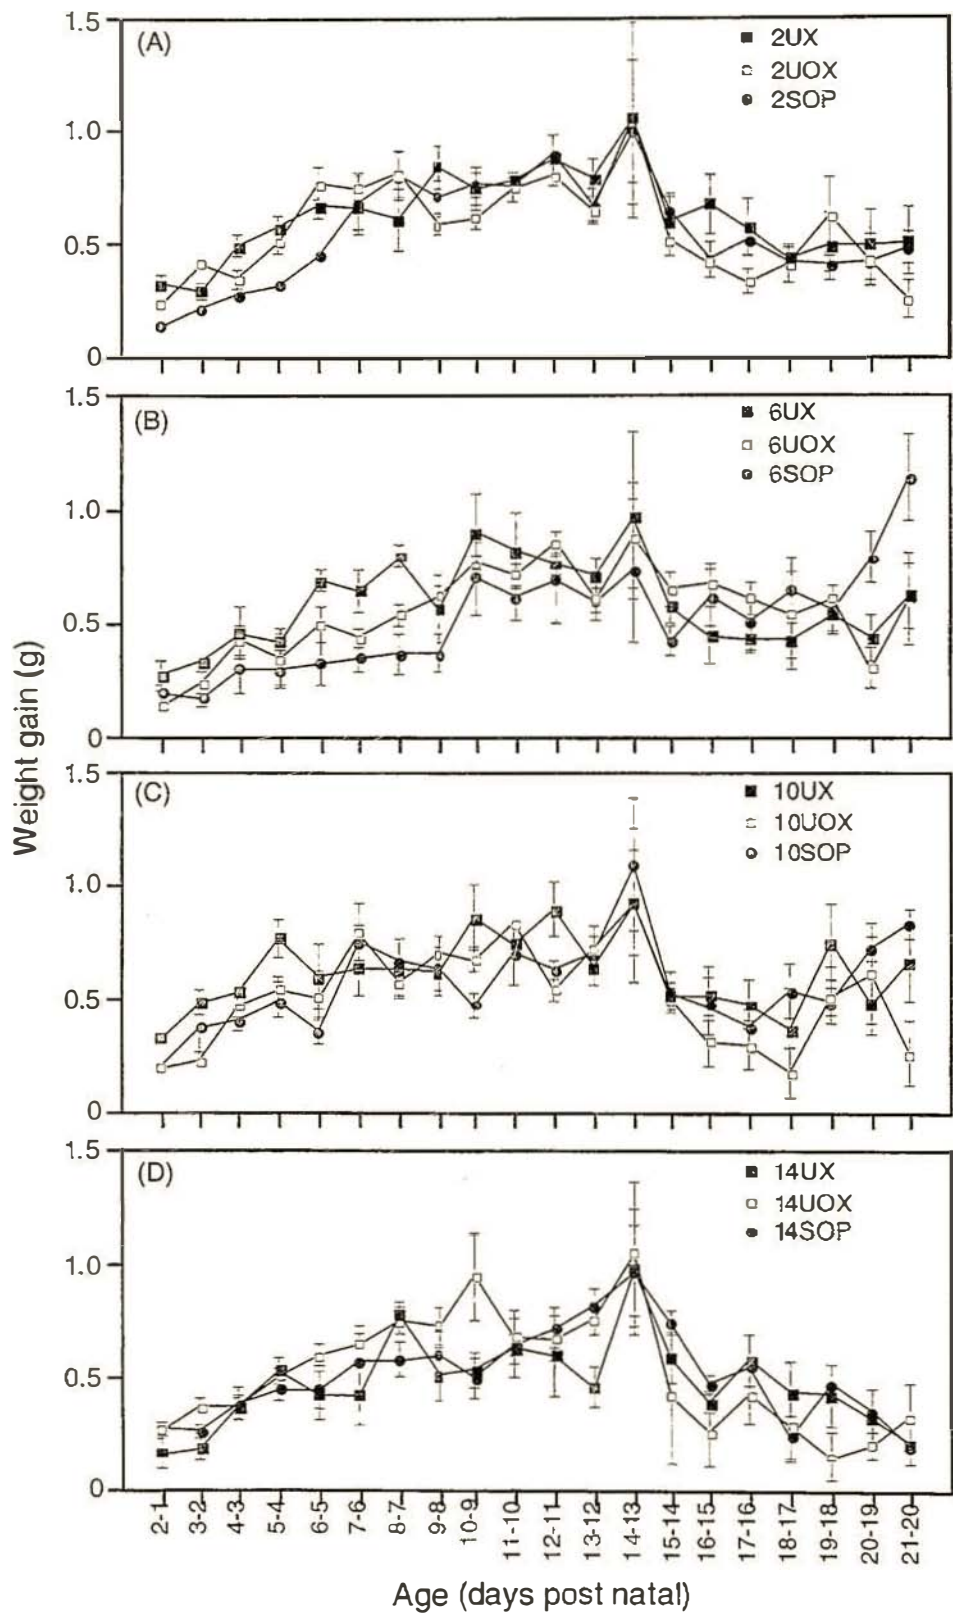 Weight gain (g)
1.5
1.0
0.5
0
(A)
2UX
2UOX
2SOP
1.5
1.0
0.5
0
(B)
6UX
6UOX
6SOP
1.5
1.0
0.5
0
(C)
10UX
10UOX
10SOP
1.5
1.0
0.5
0
(D)
14UX
14UOX
14SOP
2-1
3-2
4-3
5-4
6-5
7-6
8-7
9-8
10-9
11-10
12-11
13-12
14-13
15-14
16-15
17-16
18-17
19-18
20-19
21-20
Age (days post natal)